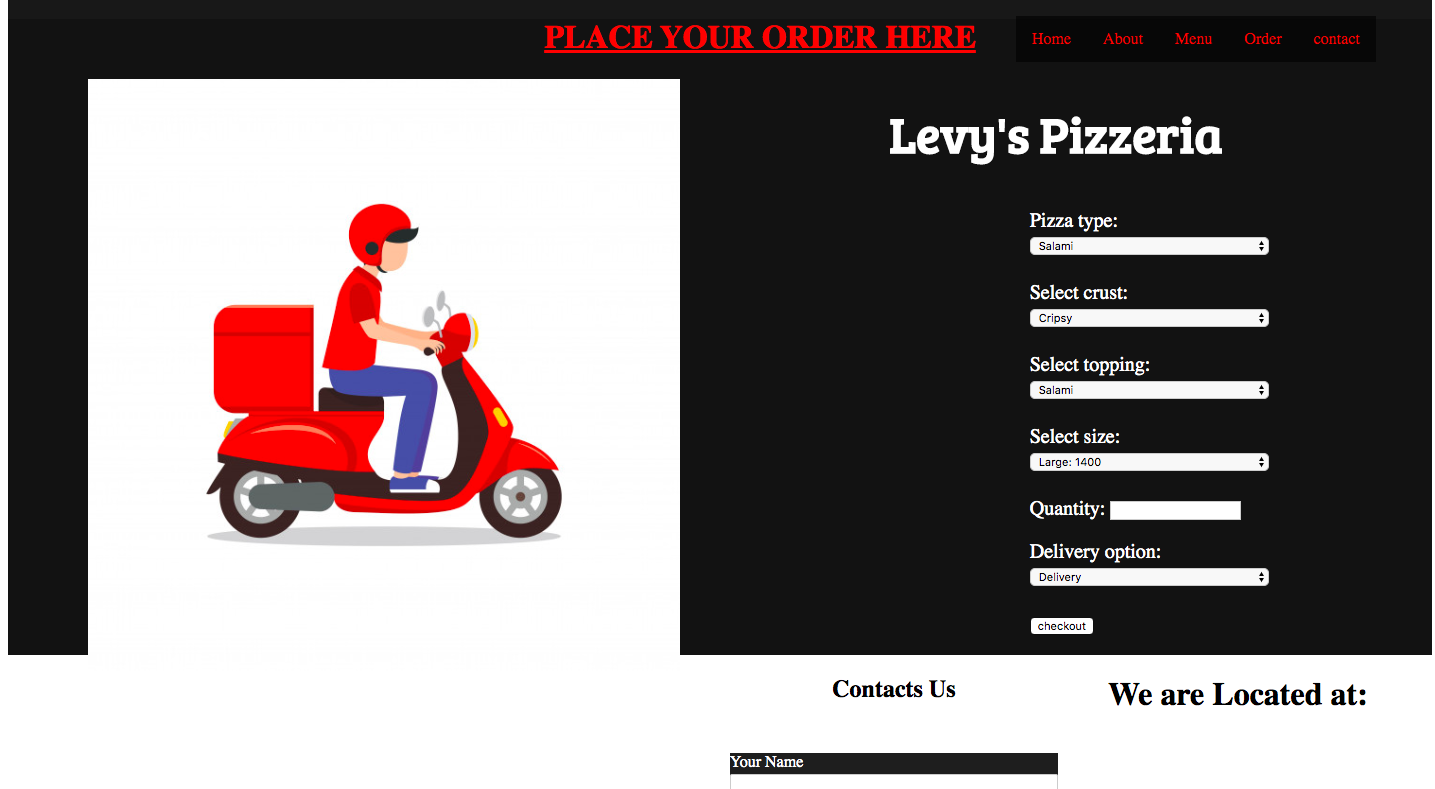 PLACE YOUR ORDER HERE
Home About Menu Order contact
Levy's Pizzeria
Pizza type:
Salami
Select crust:
Cripsy
Select topping:
Salami
Select size:
Large: 1400
Quantity:
Delivery option:
Delivery
checkout
Contacts Us
We are Located at:
Your Name